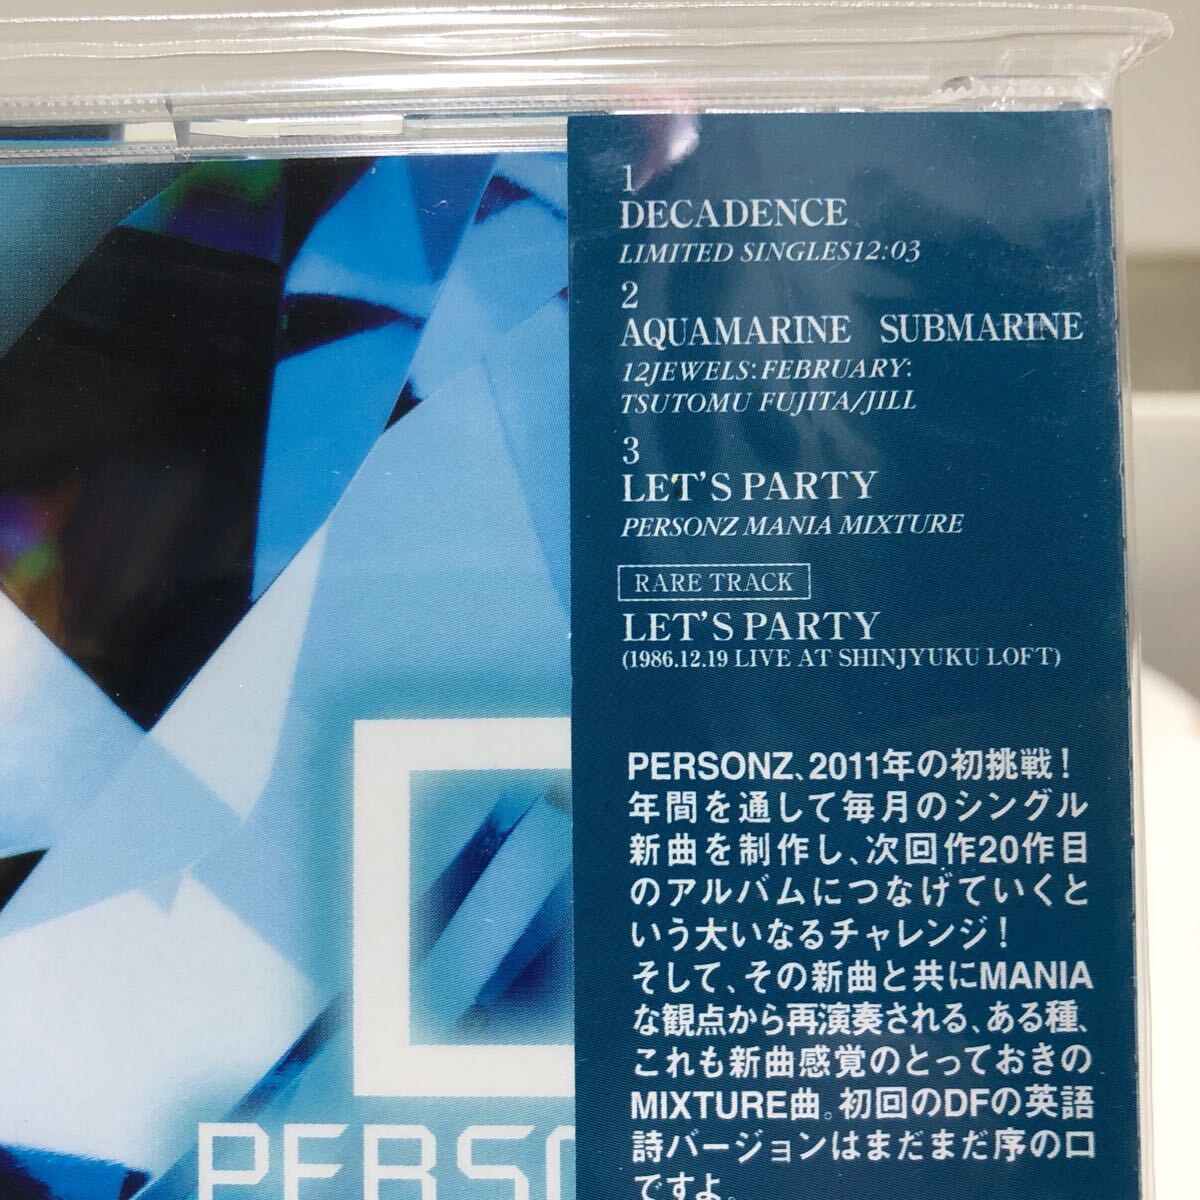 1
DECADENCE
LIMITED SINGLES12:03
2
AQUAMARINE SUBMARINE
12JEWELS:FEBRUARY:
TSUTOMU FUJITA/JILL
3
LET'S PARTY
PERSONZ MANIA MIXTURE
RARE TRACK
LET'S PARTY
(1986.12.19 LIVE AT SHINJYUKU LOFT)
PERSONZ、2011年の初挑戦！
年間を通して毎月のシングル
新曲を制作し、次回作20作目
のアルバムにつなげていくと
いう大いなるチャレンジ！
そして、その新曲と共にMANIA
な観点から再演奏される、ある種、
これも新曲感覚のとっておきの
MIXTURE曲。初回のDFの英語
詩バージョンはまだまだ序の口
ですよ。
PERSO